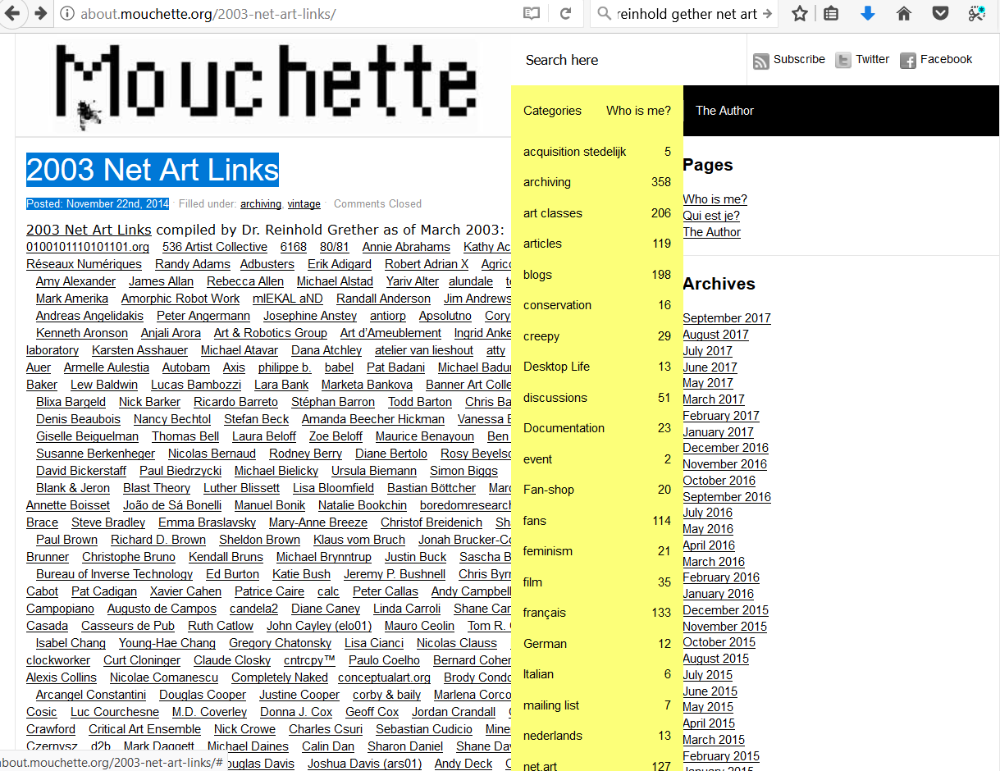 about.mouchette.org/2003-net-art-links/
reinhold gether net art
Mouchette
Search here
Subscribe Twitter Facebook
Categories Who is me? The Author
2003 Net Art Links
Posted: November 22nd, 2014 · Filled under: archiving, vintage · Comments Closed
2003 Net Art Links compiled by Dr. Reinhold Grether as of March 2003:
0100101110101101.org 536 Artist Collective 6168 80/81 Annie Abrahams Kathy Ac
Réseaux Numériques Randy Adams Adbusters Erik Adigard Robert Adrian X Agric
Amy Alexander James Allan Rebecca Allen Michael Alstad Yariv Alter alundale
Mark Amerika Amorphic Robot Work mIEKAL aND Randall Anderson Jim Andrews
Andreas Angelidakis Peter Angermann Josephine Anstey antiorp Apsolutno Cory
Kenneth Aronson Anjali Arora Art & Robotics Group Art d'Ameublement Ingrid Anke
laboratory Karsten Asshauer Michael Atavar Dana Atchley atelier van lieshout atty
Auer Armelle Aulestia Autobam Axis philippe b. babel Pat Badani Michael Badu
Baker Lew Baldwin Lucas Bambozzi Lara Bank Marketa Bankova Banner Art Colle
Blixa Bargeld Nick Barker Ricardo Barreto Stéphan Barron Todd Barton Chris Ba
Denis Beaubois Nancy Bechtol Stefan Beck Amanda Beecher Hickman Vanessa B
Giselle Beiguelman Thomas Bell Laura Beloff Zoe Beloff Maurice Benayoun Ben
Susanne Berkenheger Nicolas Bernaud Rodney Berry Diane Bertolo Rosy Beyelso
David Bickerstaff Paul Biedrzycki Michael Bielicky Ursula Biemann Simon Biggs
Blank & Jeron Blast Theory Luther Blissett Lisa Bloomfield Bastian Böttcher Marc
Annette Boisset João de Sá Bonelli Manuel Bonik Natalie Bookchin boredomresearch
Brace Steve Bradley Emma Braslavsky Mary-Anne Breeze Christof Breidenich Sha
Paul Brown Richard D. Brown Sheldon Brown Klaus vom Bruch Jonah Brucker-Co
Brunner Christophe Bruno Kendall Bruns Michael Brynntrup Justin Buck Sascha B
Bureau of Inverse Technology Ed Burton Katie Bush Jeremy P. Bushnell Chris Byr
Cabot Pat Cadigan Xavier Cahen Patrice Caire calc Peter Callas Andy Campbell
Campopiano Augusto de Campos candela2 Diane Caney Linda Carroli Shane Car
Casada Casseurs de Pub Ruth Catlow John Cayley (elo01) Mauro Ceolin Tom R.
Isabel Chang Young-Hae Chang Gregory Chatonsky Lisa Cianci Nicolas Clauss
clockworker Curt Cloninger Claude Closky cntrcpy™ Paulo Coelho Bernard Cohen
Alexis Collins Nicolae Comanescu Completely Naked conceptualart.org Brody Condo
Arcangel Constantini Douglas Cooper Justine Cooper corby & baily Marlena Corco
Cosic Luc Courchesne M.D. Coverley Donna J. Cox Geoff Cox Jordan Crandall
Crawford Critical Art Ensemble Nick Crowe Charles Csuri Sebastian Cudicio Mine
Czernysz d2b Mark Daggett Michael Daines Calin Dan Sharon Daniel Shane Dav
about.mouchette.org/2003-net-art-links/# ouglas Davis Joshua Davis (ars01) Andy Deck
acquisition stedelijk 5
archiving 358
art classes 206
articles 119
blogs 198
conservation 16
creepy 29
Desktop Life 13
discussions 51
Documentation 23
event 2
Fan-shop 20
fans 114
feminism 21
film 35
français 133
German 12
Italian 6
mailing list 7
nederlands 13
net.art 127
Pages
Who is me?
Qui est je?
The Author
Archives
September 2017
August 2017
July 2017
June 2017
May 2017
March 2017
February 2017
January 2017
December 2016
November 2016
October 2016
September 2016
July 2016
May 2016
April 2016
March 2016
February 2016
January 2016
December 2015
November 2015
October 2015
August 2015
July 2015
June 2015
May 2015
April 2015
March 2015
February 2015
January 2015